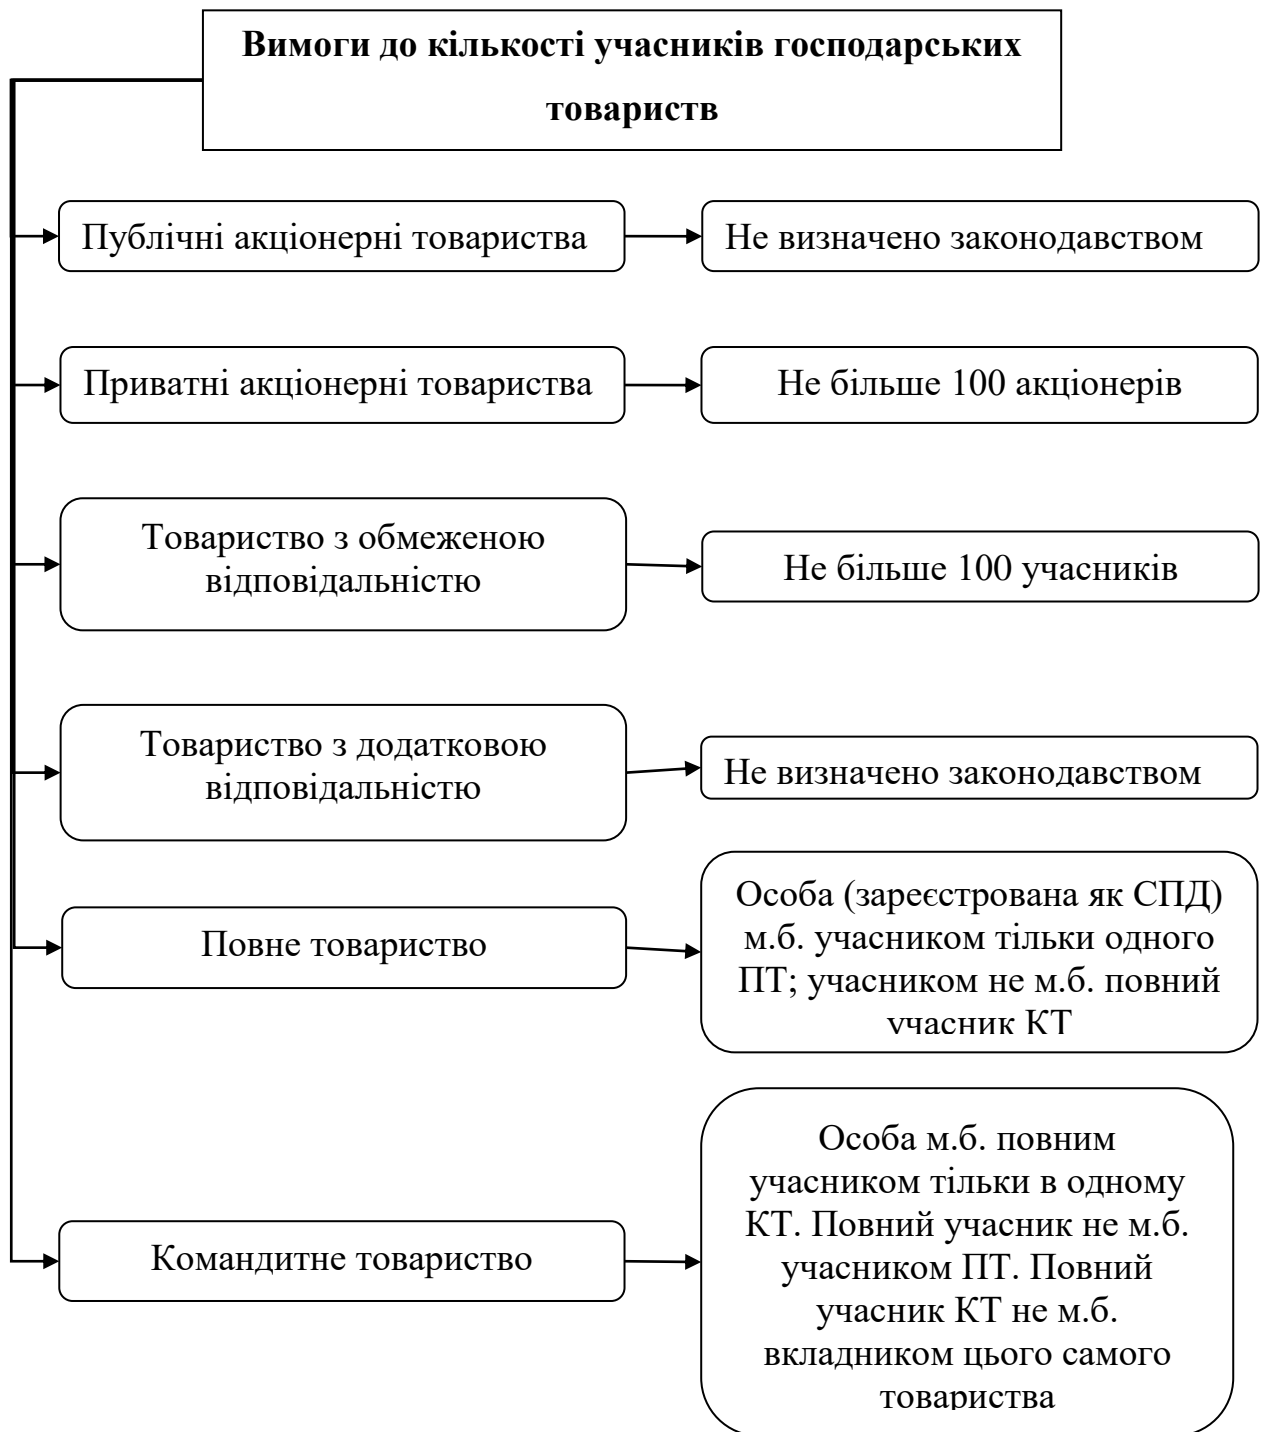 Вимоги до кількості учасників господарських
товариств
Публічні акціонерні товариства
Не визначено законодавством
Приватні акціонерні товариства
Не більше 100 акціонерів
Товариство з обмеженою
відповідальністю
Не більше 100 учасників
Товариство з додатковою
відповідальністю
Не визначено законодавством
Повне товариство
Особа (зареєстрована як СПД)
м.б. учасником тільки одного
ПТ; учасником не м.б. повний
учасник КТ
Командитне товариство
Особа м.б. повним
учасником тільки в одному
КТ. Повний учасник не м.б.
учасником ПТ. Повний
учасник КТ не м.б.
вкладником цього самого
товариства